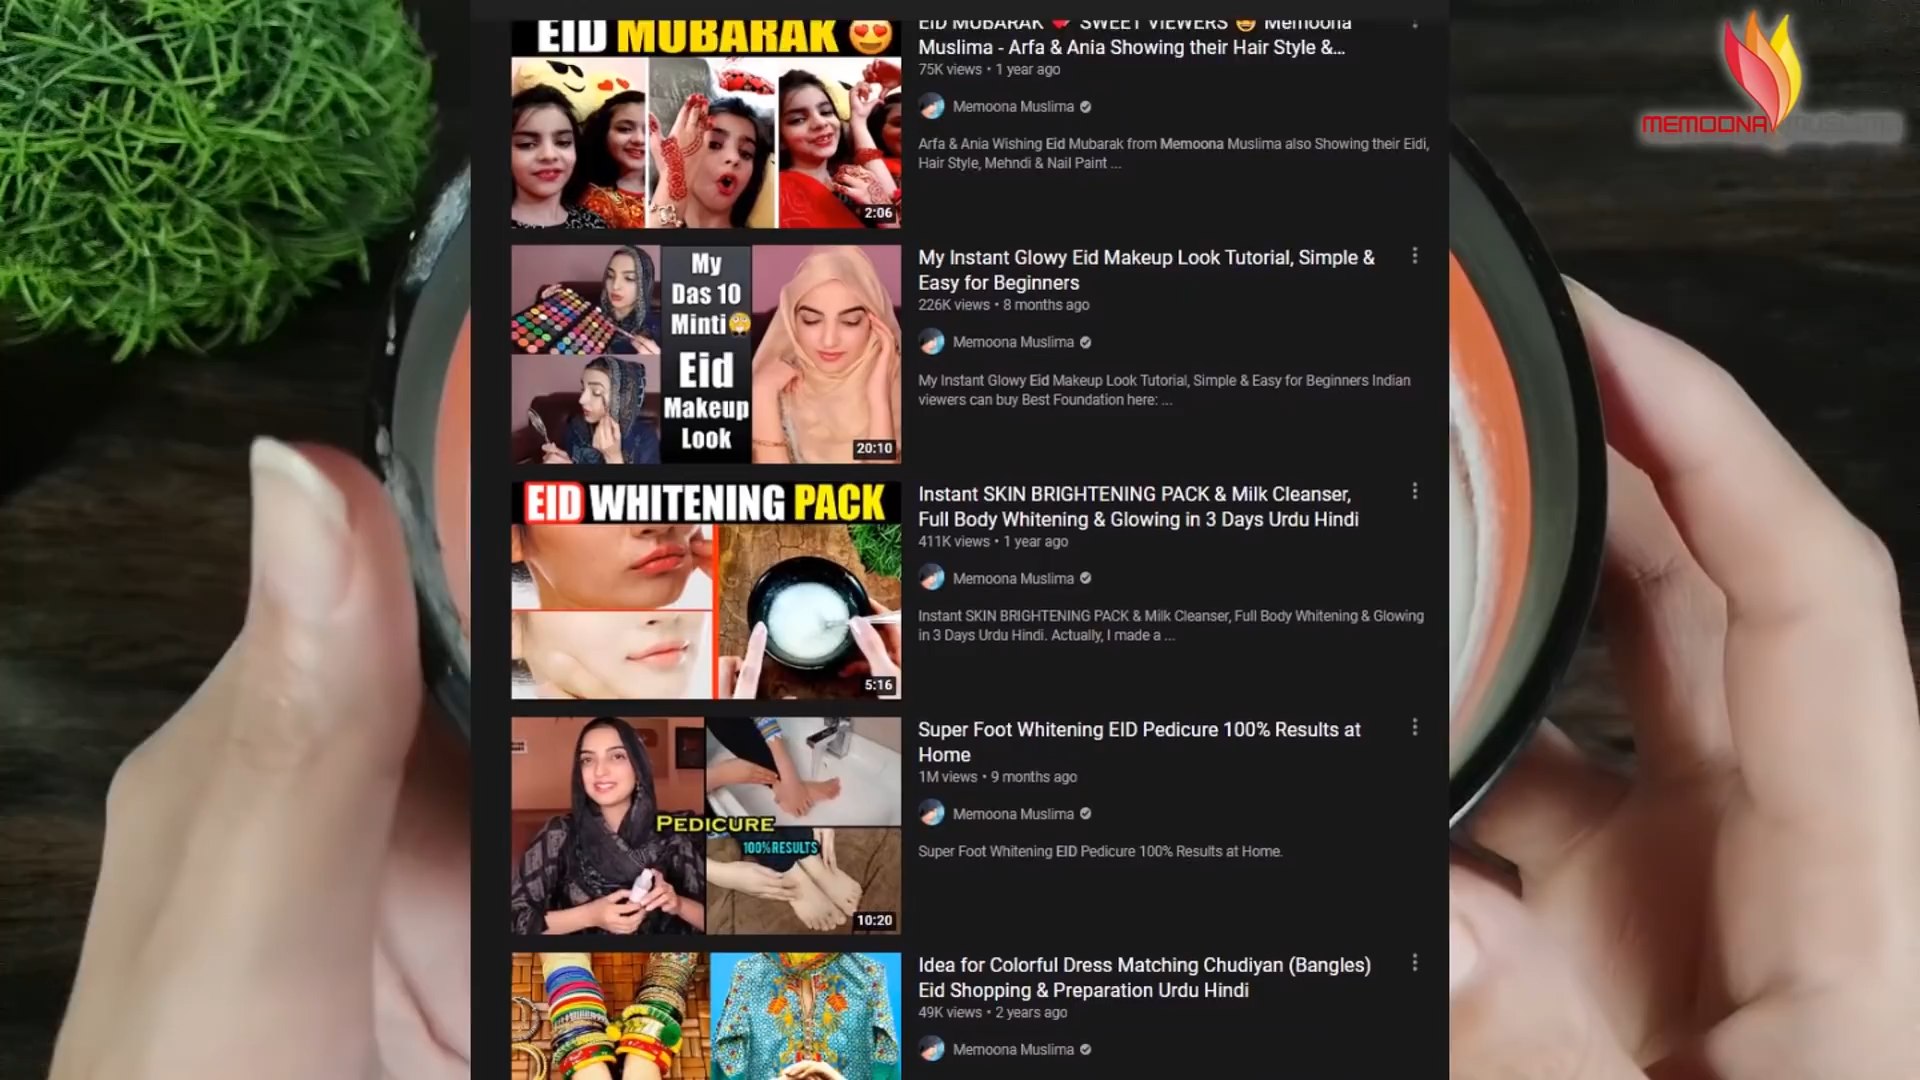 EID MUBARAK
2:06
EID MUBARAK SWEET VIEWERS Memoona
Muslima - Arfa & Ania Showing their Hair Style &...
75K views • 1 year ago
Memoona Muslima
Arfa & Ania Wishing Eid Mubarak from Memoona Muslima also Showing their Eidi,
Hair Style, Mehndi & Nail Paint ...
MEMOONA MUSLIMA
My
Das 10
Minti
Eid
Makeup
Look
20:10
My Instant Glowy Eid Makeup Look Tutorial, Simple &
Easy for Beginners
226K views • 8 months ago
Memoona Muslima
My Instant Glowy Eid Makeup Look Tutorial, Simple & Easy for Beginners Indian
viewers can buy Best Foundation here: ...
EID WHITENING PACK
5:16
Instant SKIN BRIGHTENING PACK & Milk Cleanser,
Full Body Whitening & Glowing in 3 Days Urdu Hindi
411K views • 1 year ago
Memoona Muslima
Instant SKIN BRIGHTENING PACK & Milk Cleanser, Full Body Whitening & Glowing
in 3 Days Urdu Hindi. Actually, I made a ...
PEDICURE
100% RESULTS
10:20
Super Foot Whitening EID Pedicure 100% Results at
Home
1M views • 9 months ago
Memoona Muslima
Super Foot Whitening EID Pedicure 100% Results at Home.
Idea for Colorful Dress Matching Chudiyan (Bangles)
Eid Shopping & Preparation Urdu Hindi
49K views • 2 years ago
Memoona Muslima